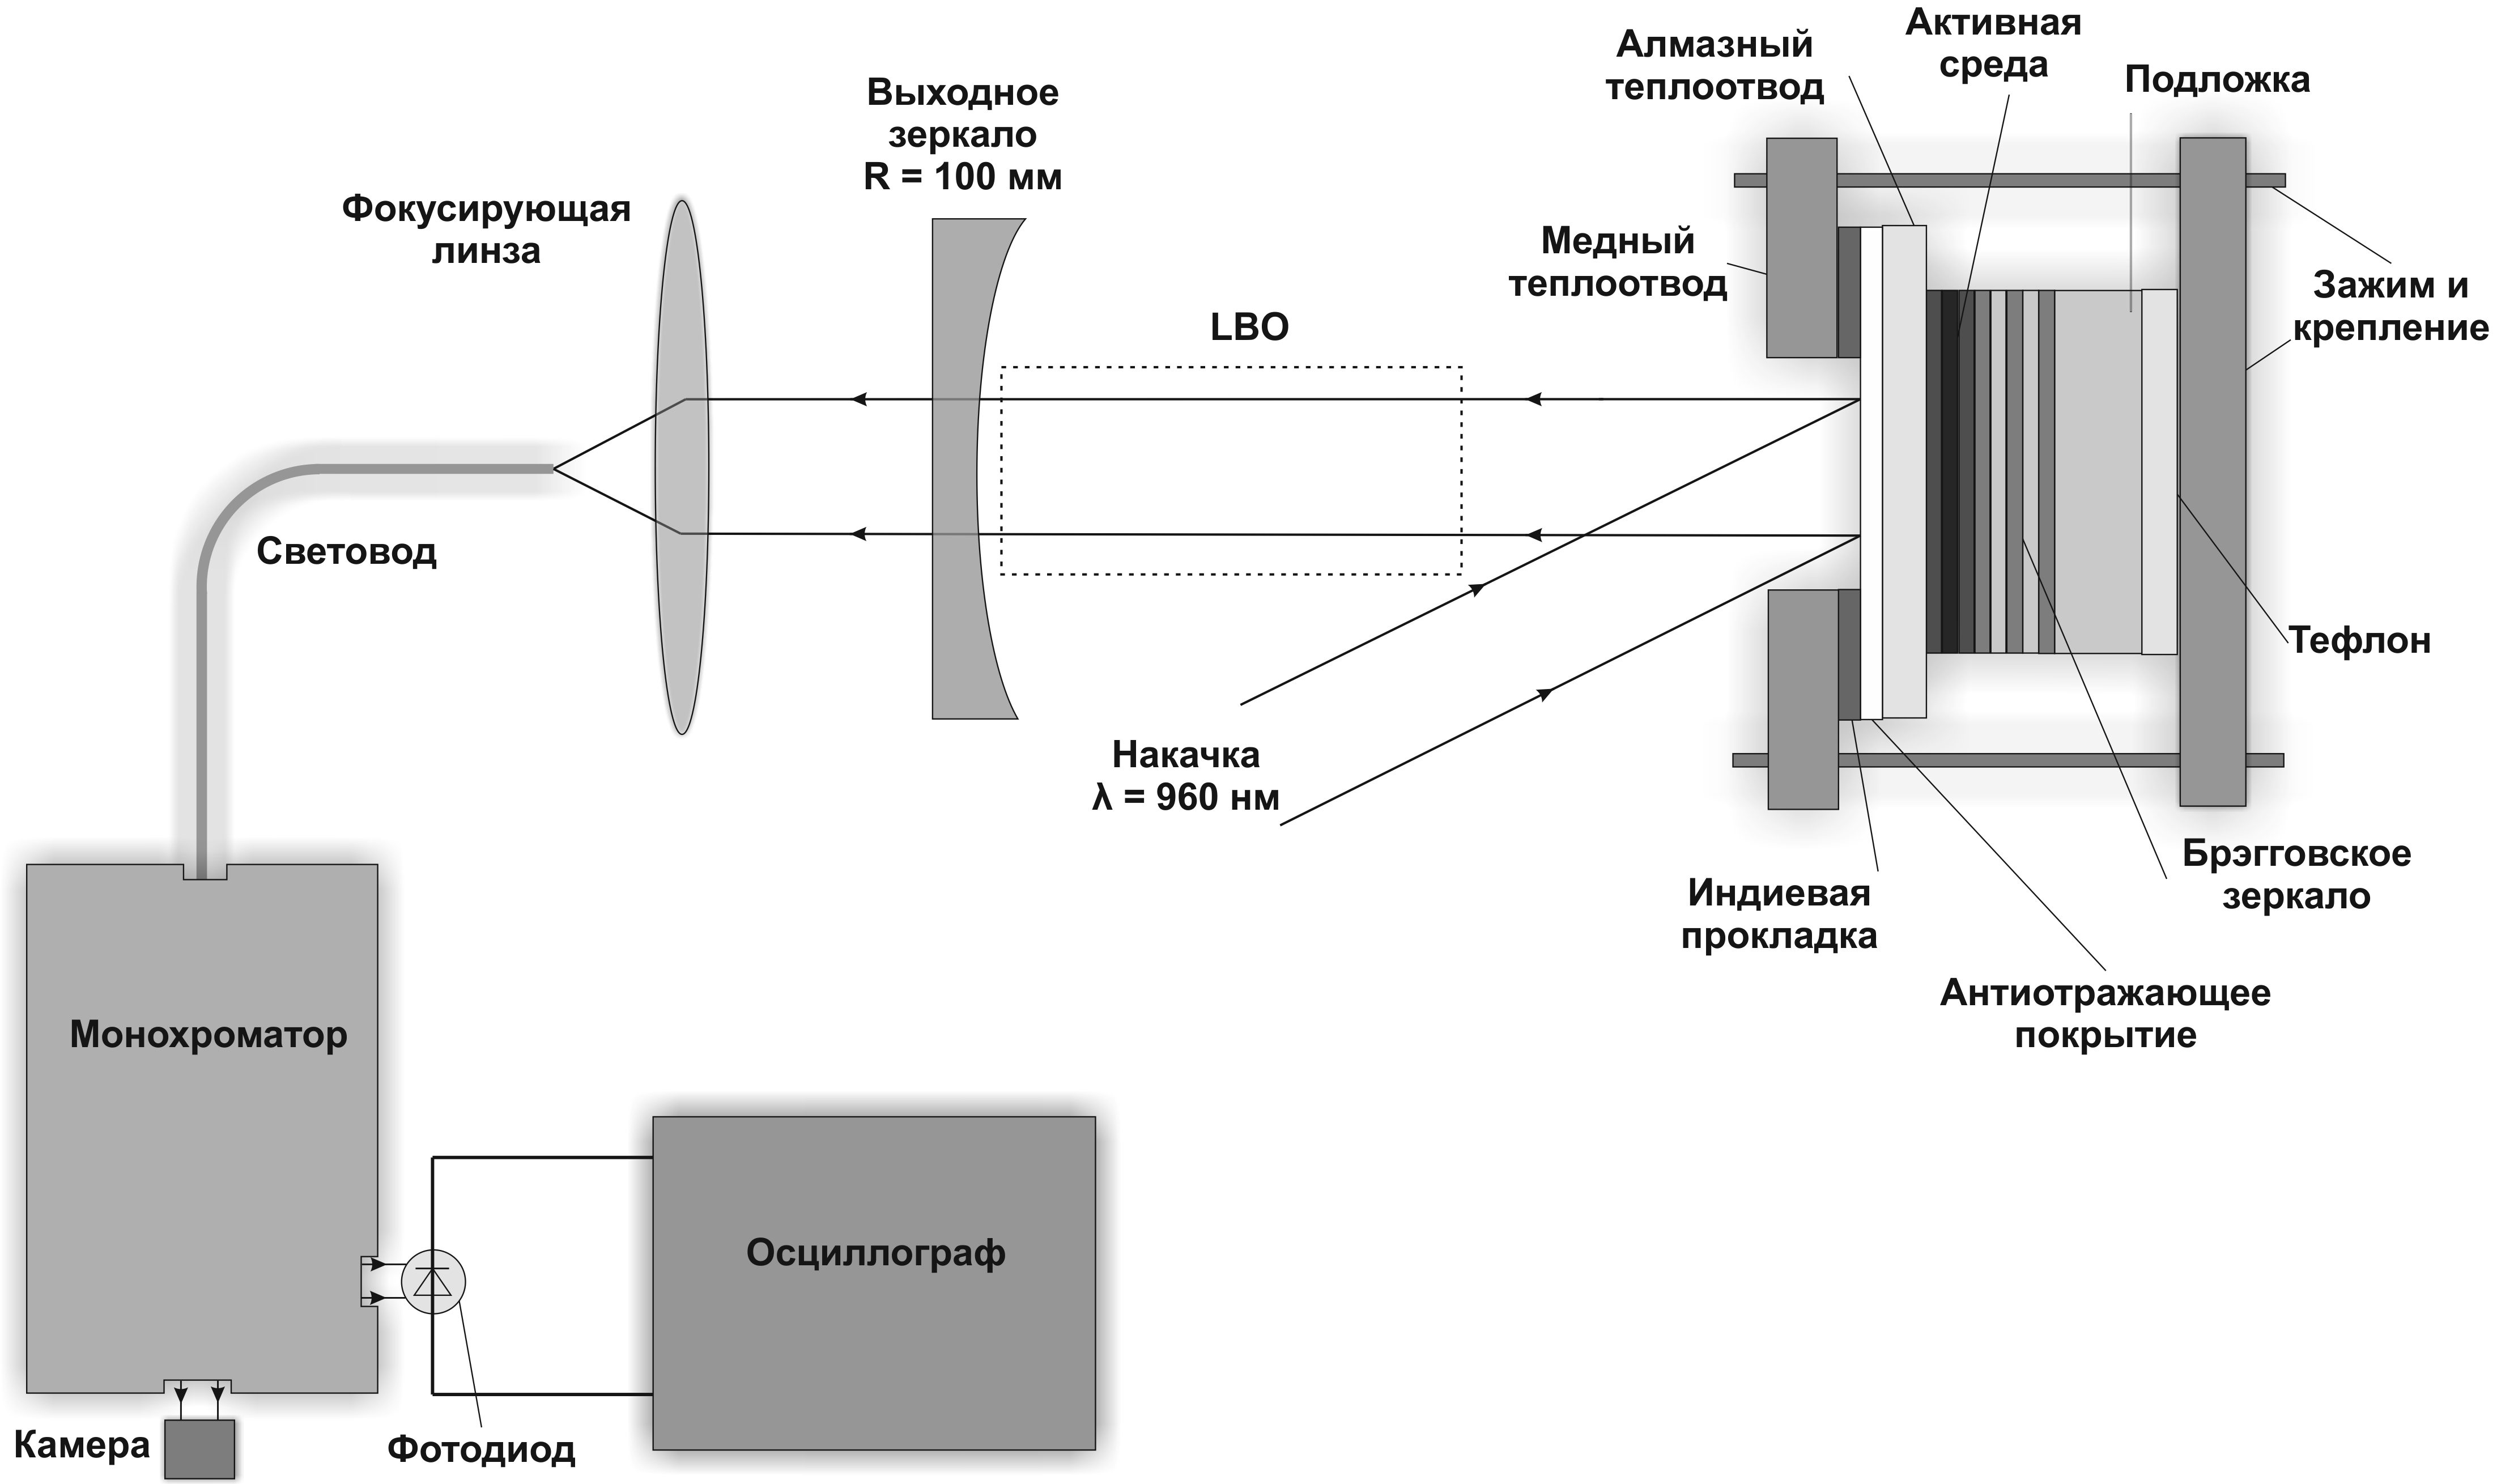 Активная
среда
Алмазный
теплоотвод
Подложка
Выходное
зеркало
R = 100 мм
Фокусирующая
линза
Медный
теплоотвод
Зажим и
крепление
LBO
Световод
Тефлон
Накачка
λ = 960 нм
Брэгговское
зеркало
Индиевая
прокладка
Антиотражающее
покрытие
Монохроматор
Осциллограф
Камера
Фотодиод